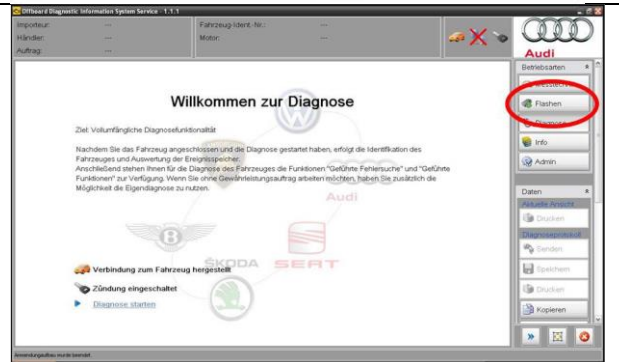 Offboard Diagnostic Information System Service - 1.1.1
Importeur: ---
Händler: ---
Auftrag: ---
Fahrzeug-Ident.-Nr.: ---
Motor: ---
Audi
Betriebsarten
Flashen
Diagnose
Info
Admin
Willkommen zur Diagnose
Ziel: Vollumfängliche Diagnosefunktionalität
Nachdem Sie das Fahrzeug angeschlossen und die Diagnose gestartet haben, erfolgt die Identifikation des
Fahrzeuges und Auswertung der Ereignisspeicher.
Anschließend stehen Ihnen für die Diagnose des Fahrzeuges die Funktionen "Geführte Fehlersuche" und "Geführte
Funktionen" zur Verfügung. Wenn Sie ohne Gewährleistungsauftrag arbeiten möchten, haben Sie zusätzlich die
Möglichkeit die Eigendiagnose zu nutzen.
Audi
ŠKODA
SEAT
Verbindung zum Fahrzeug hergestellt
Zündung eingeschaltet
Diagnose starten
Daten
Aktuelle Ansicht
Drucken
Diagnoseprotokoll
Senden
Speichern
Drucken
Kopieren
Anwendungsaufbau wurde beendet.